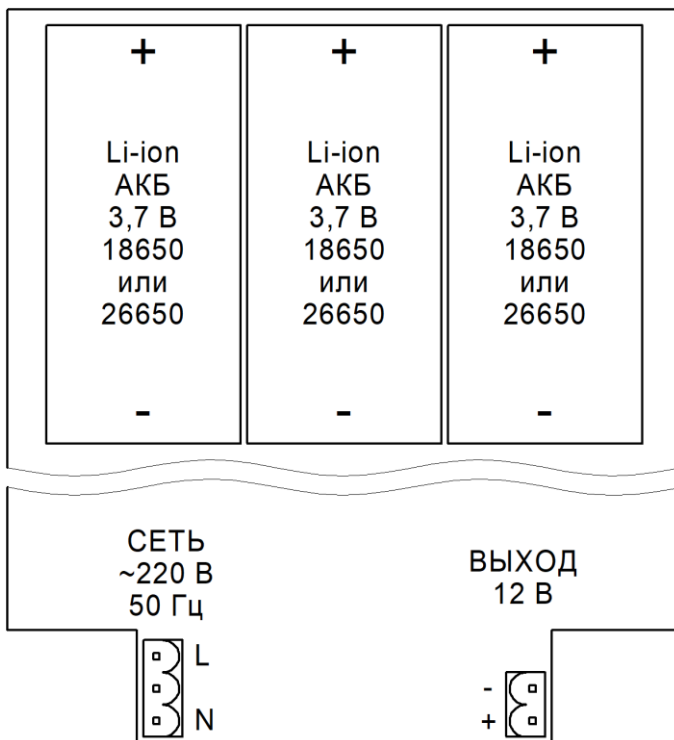 +
Li-ion
АКБ
3,7 В
18650
или
26650
-
+
Li-ion
АКБ
3,7 В
18650
или
26650
-
+
Li-ion
АКБ
3,7 В
18650
или
26650
-
СЕТЬ
~220 В
50 Гц
L
N
ВЫХОД
12 В
-
+